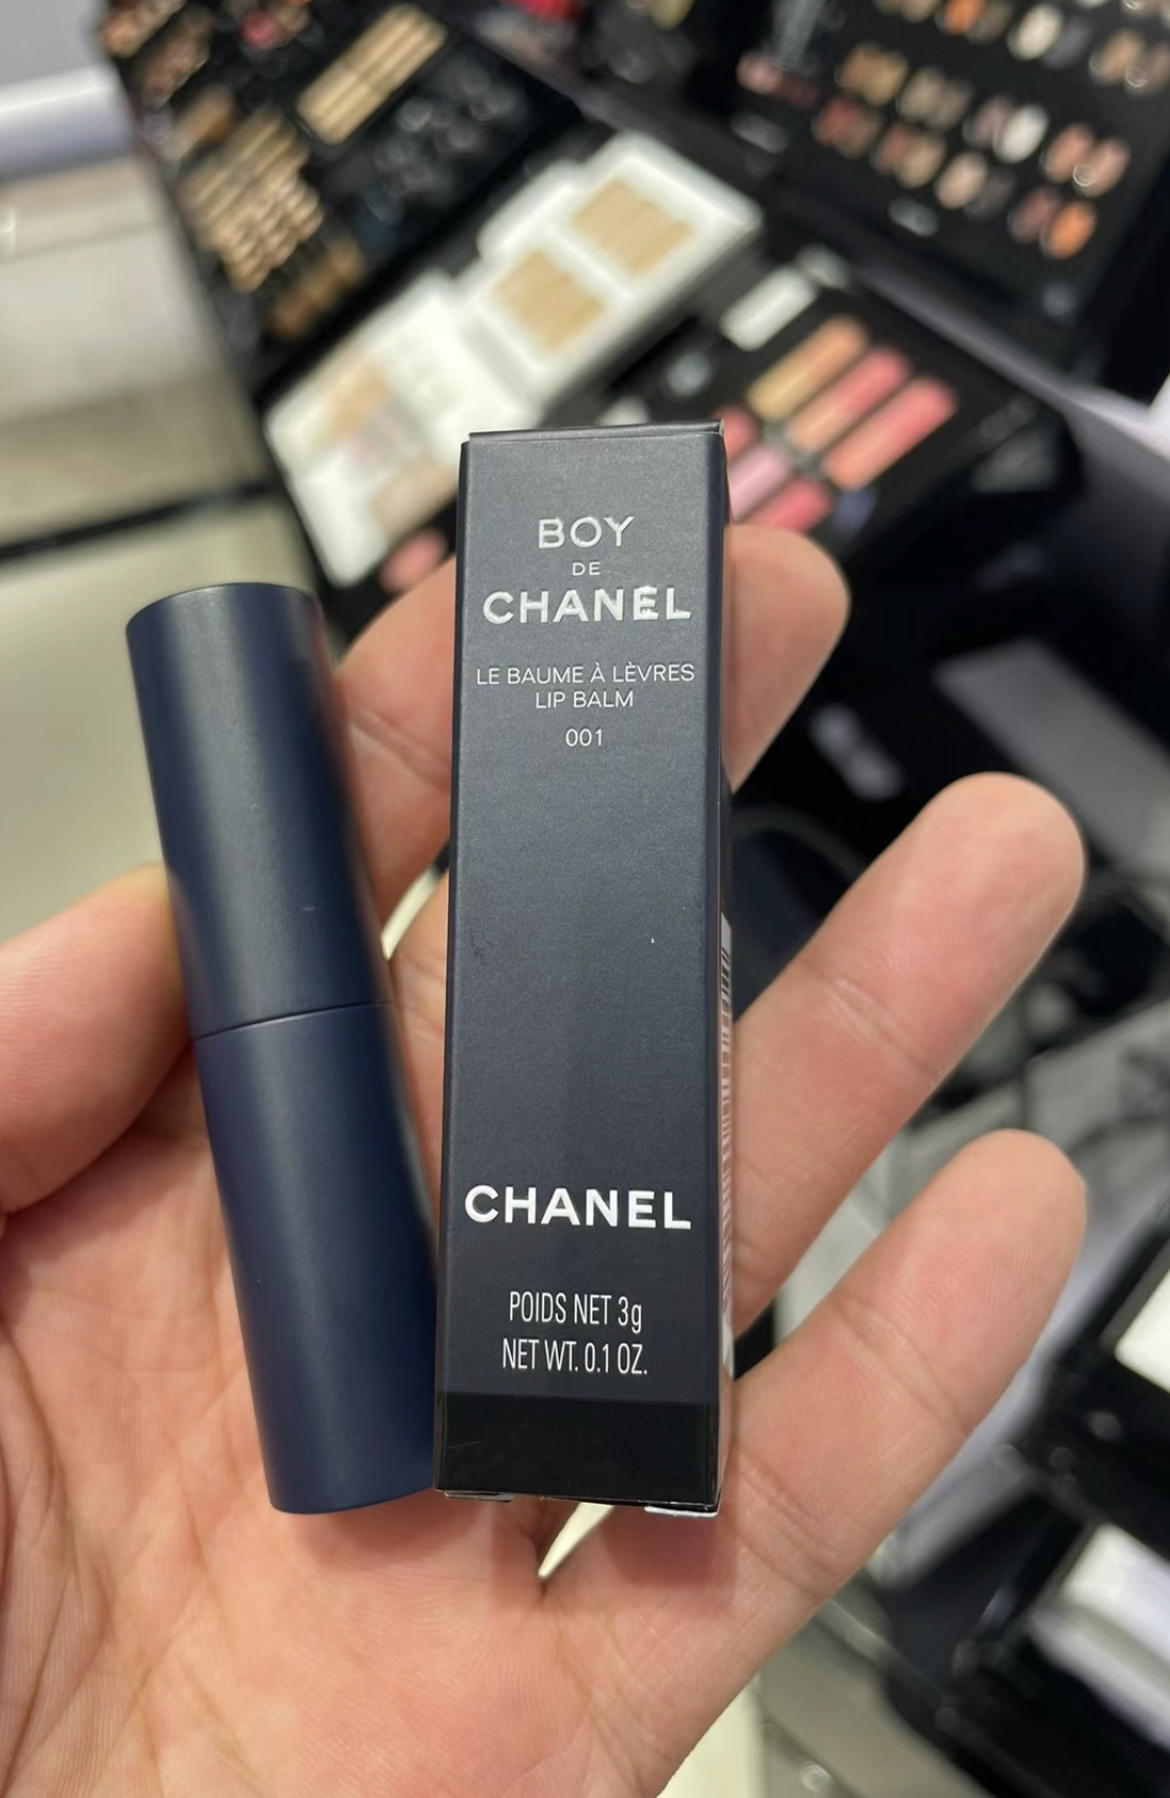 BOY
DE
CHANEL
LE BAUME À LÈVRES
LIP BALM
001
CHANEL
POIDS NET 3g
NET WT. 0.1 OZ.